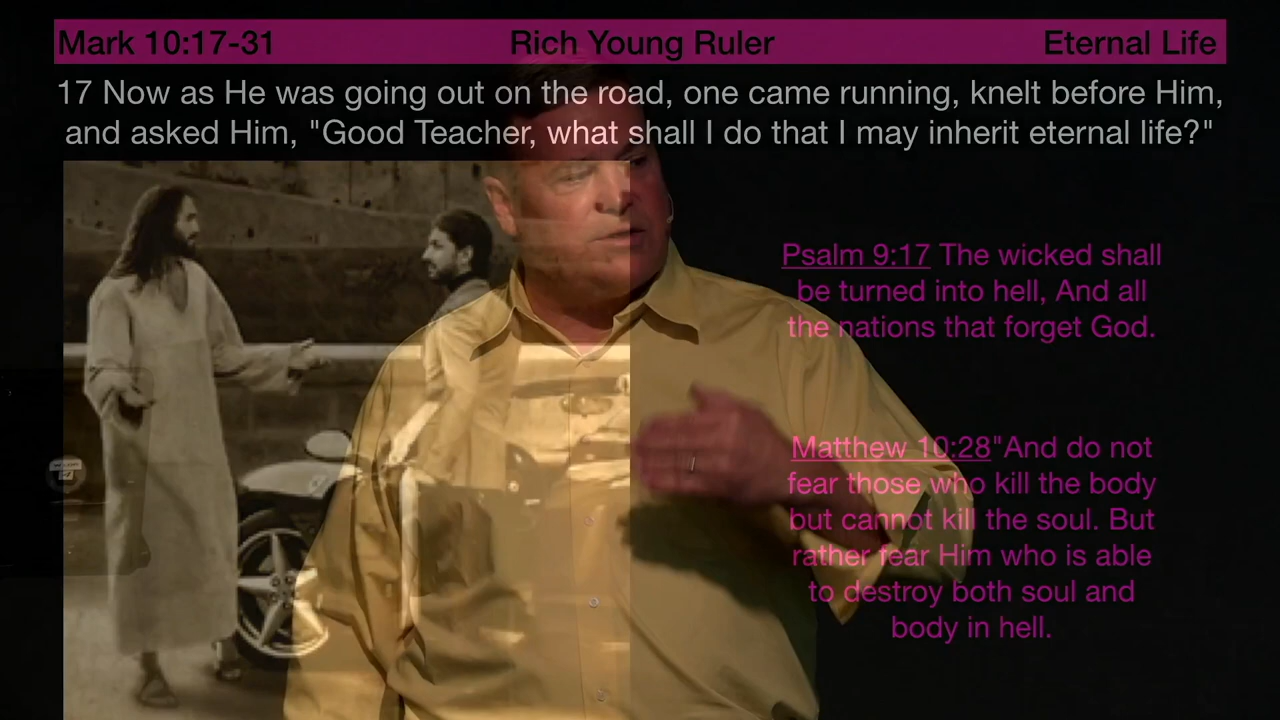 Mark 10:17-31 Rich Young Ruler Eternal Life
17 Now as He was going out on the road, one came running, knelt before Him,
and asked Him, "Good Teacher, what shall I do that I may inherit eternal life?"
Psalm 9:17 The wicked shall
be turned into hell, And all
the nations that forget God.
Matthew 10:28"And do not
fear those who kill the body
but cannot kill the soul. But
rather fear Him who is able
to destroy both soul and
body in hell.